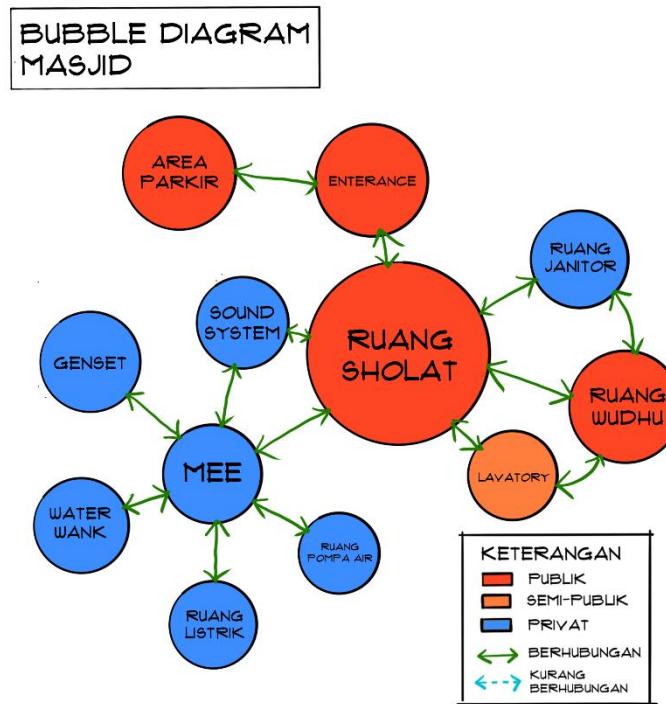 BUBBLE DIAGRAM
MASJID
AREA
PARKIR
ENTERANCE
RUANG
JANITOR
SOUND
SYSTEM
RUANG
SHOLAT
GENSET
RUANG
WUDHU
MEE
LAVATORY
WATER
WANK
RUANG
POMPA AIR
RUANG
LISTRIK
KETERANGAN
PUBLIK
SEMI-PUBLIK
PRIVAT
BERHUBUNGAN
KURANG
BERHUBUNGAN